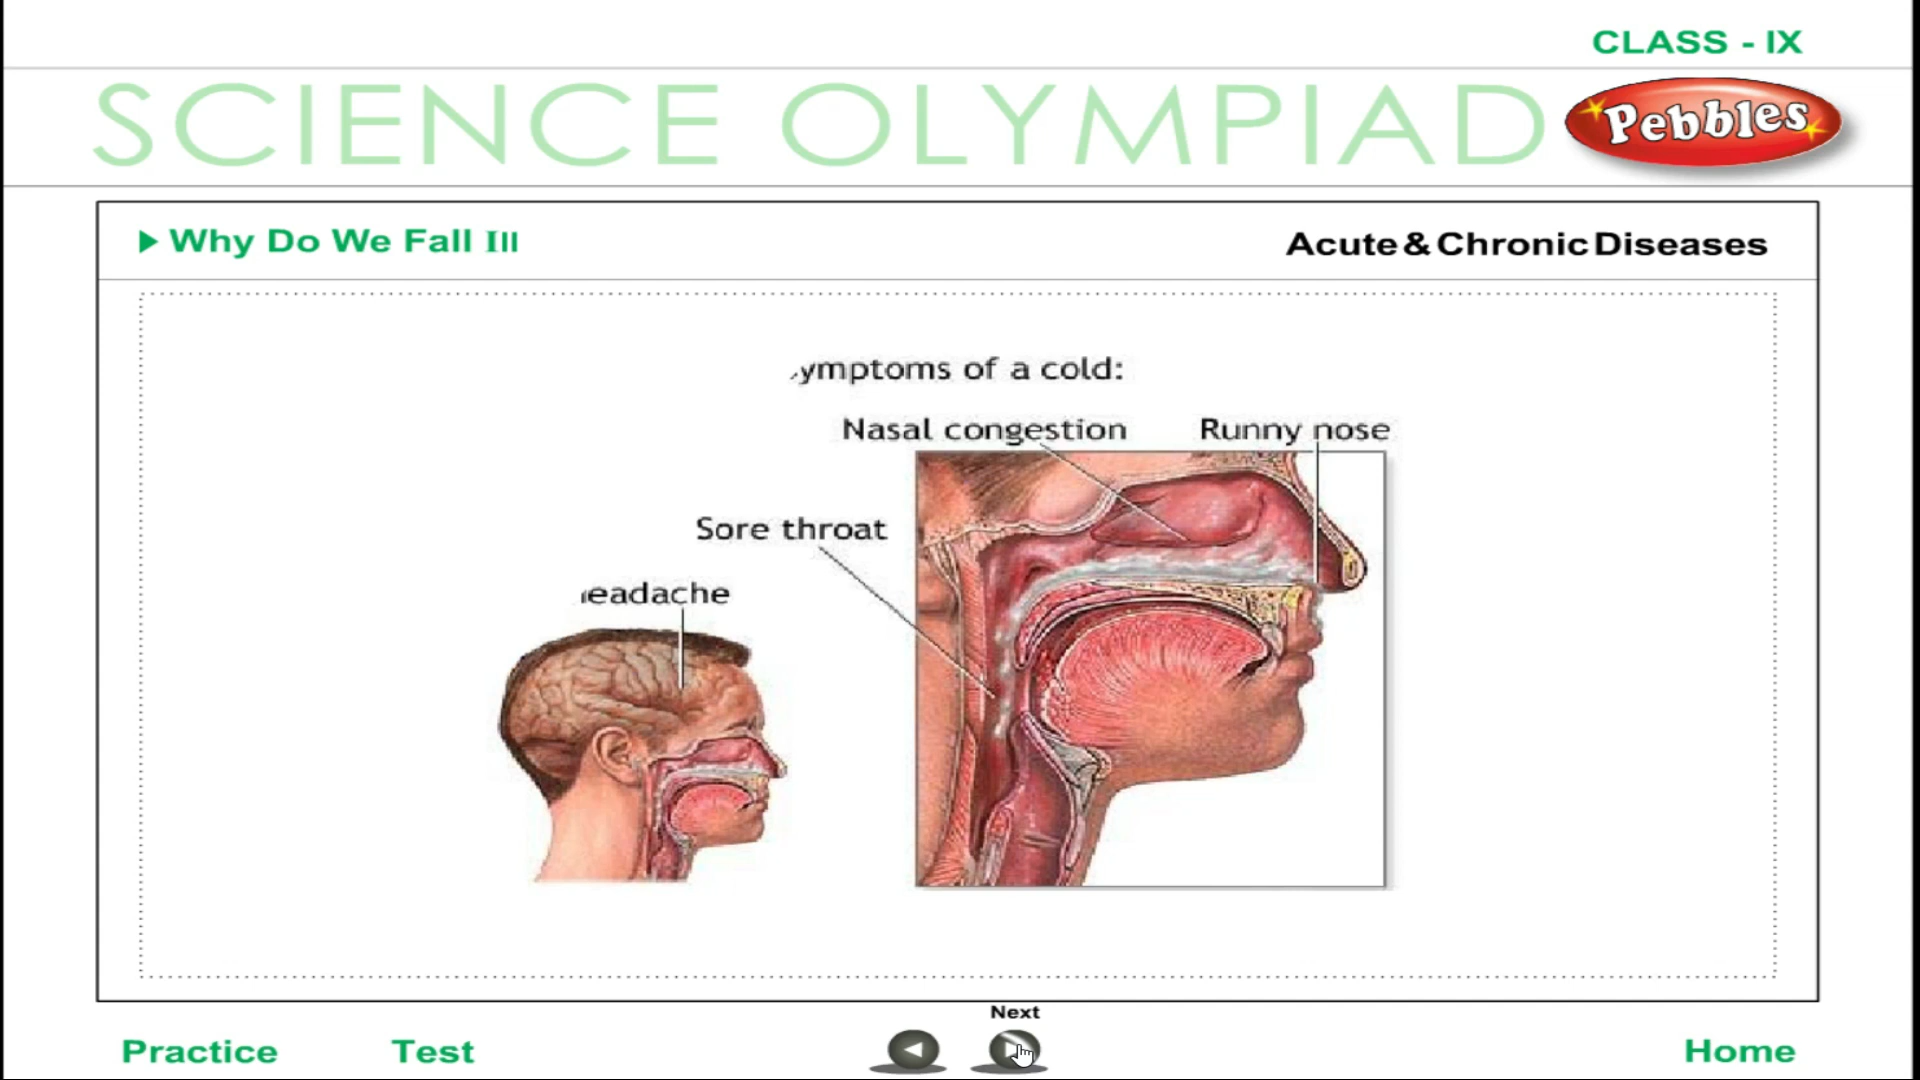 CLASS - IX
SCIENCE OLYMPIAD
Pebbles
Why Do We Fall Ill
Acute & Chronic Diseases
ymptoms of a cold:
Nasal congestion
Runny nose
Sore throat
eadache
Next
Practice
Test
Home